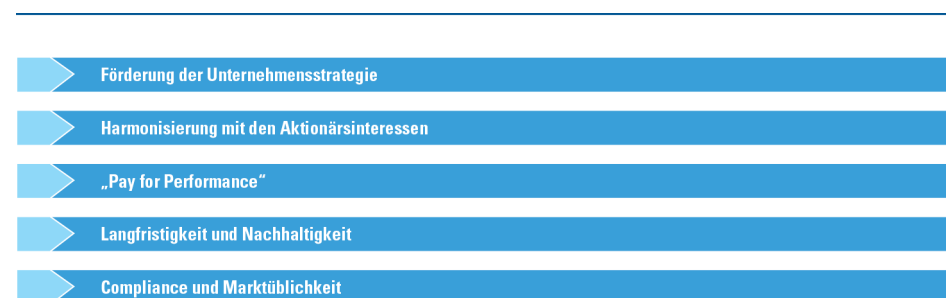 Förderung der Unternehmensstrategie
Harmonisierung mit den Aktionärsinteressen
„Pay for Performance“
Langfristigkeit und Nachhaltigkeit
Compliance und Marktüblichkeit